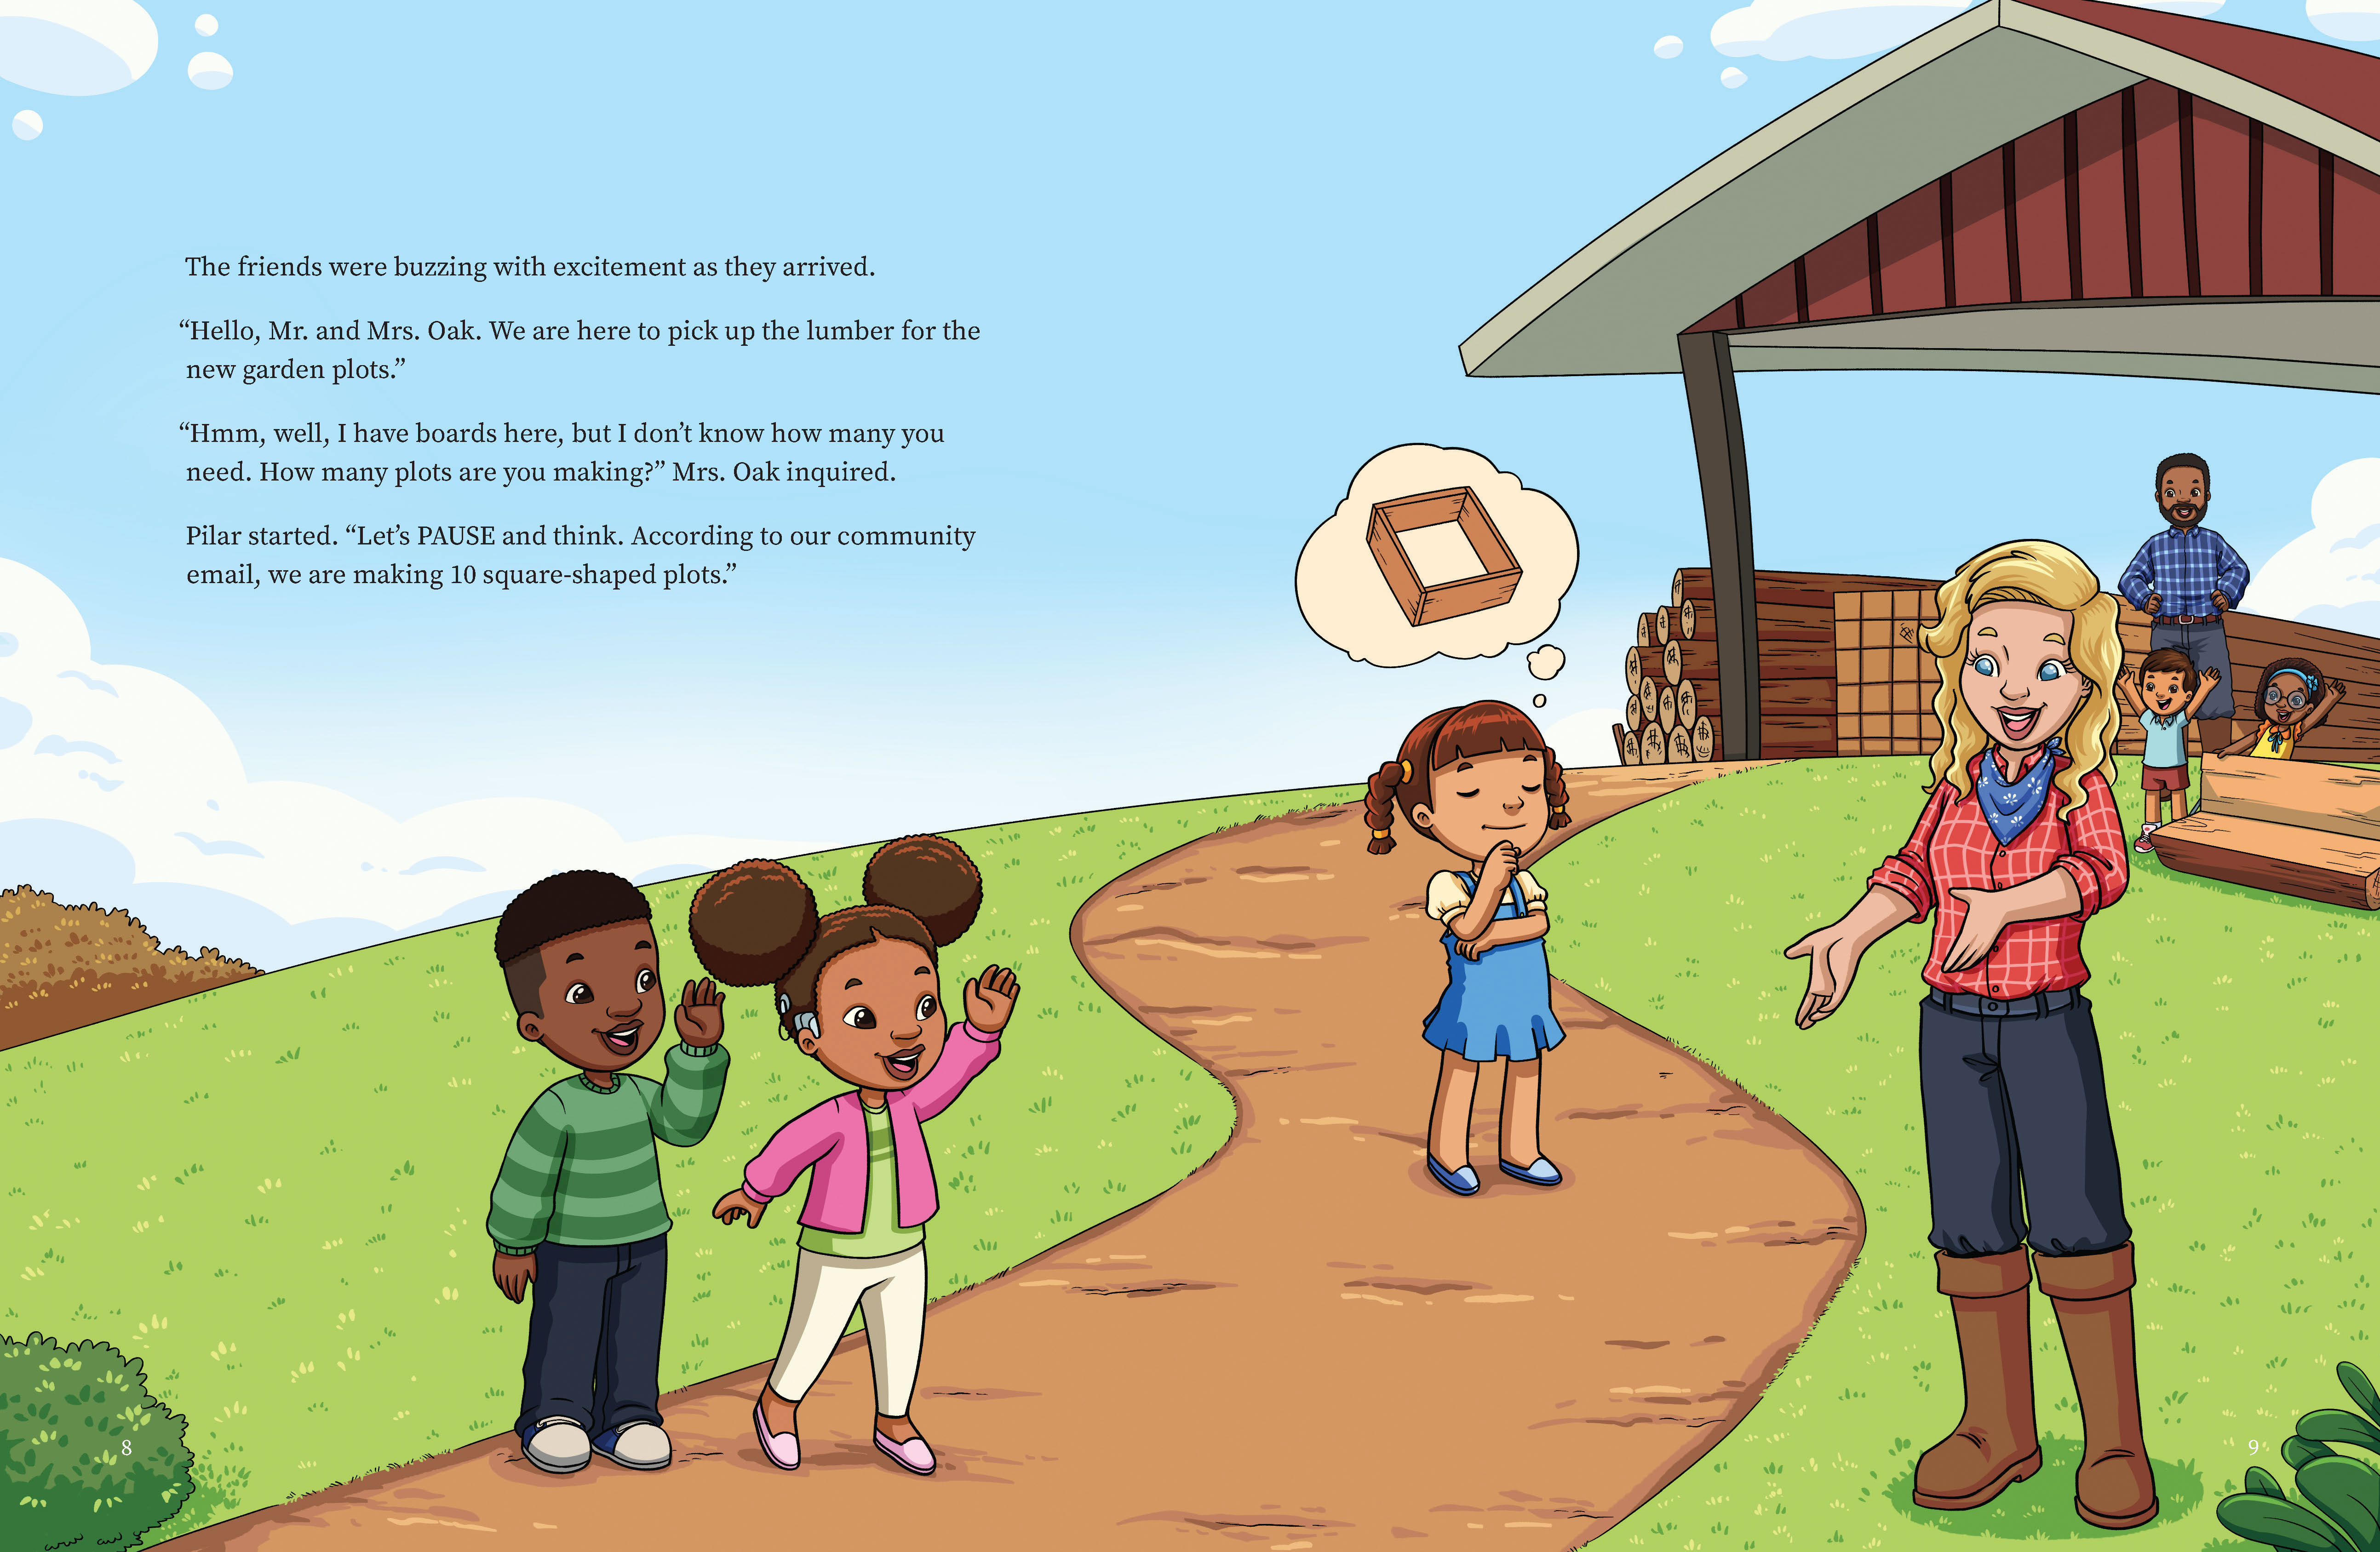 The friends were buzzing with excitement as they arrived.
“Hello, Mr. and Mrs. Oak. We are here to pick up the lumber for the
new garden plots.”
“Hmm, well, I have boards here, but I don’t know how many you
need. How many plots are you making?” Mrs. Oak inquired.
Pilar started. “Let’s PAUSE and think. According to our community
email, we are making 10 square-shaped plots.”
8
9